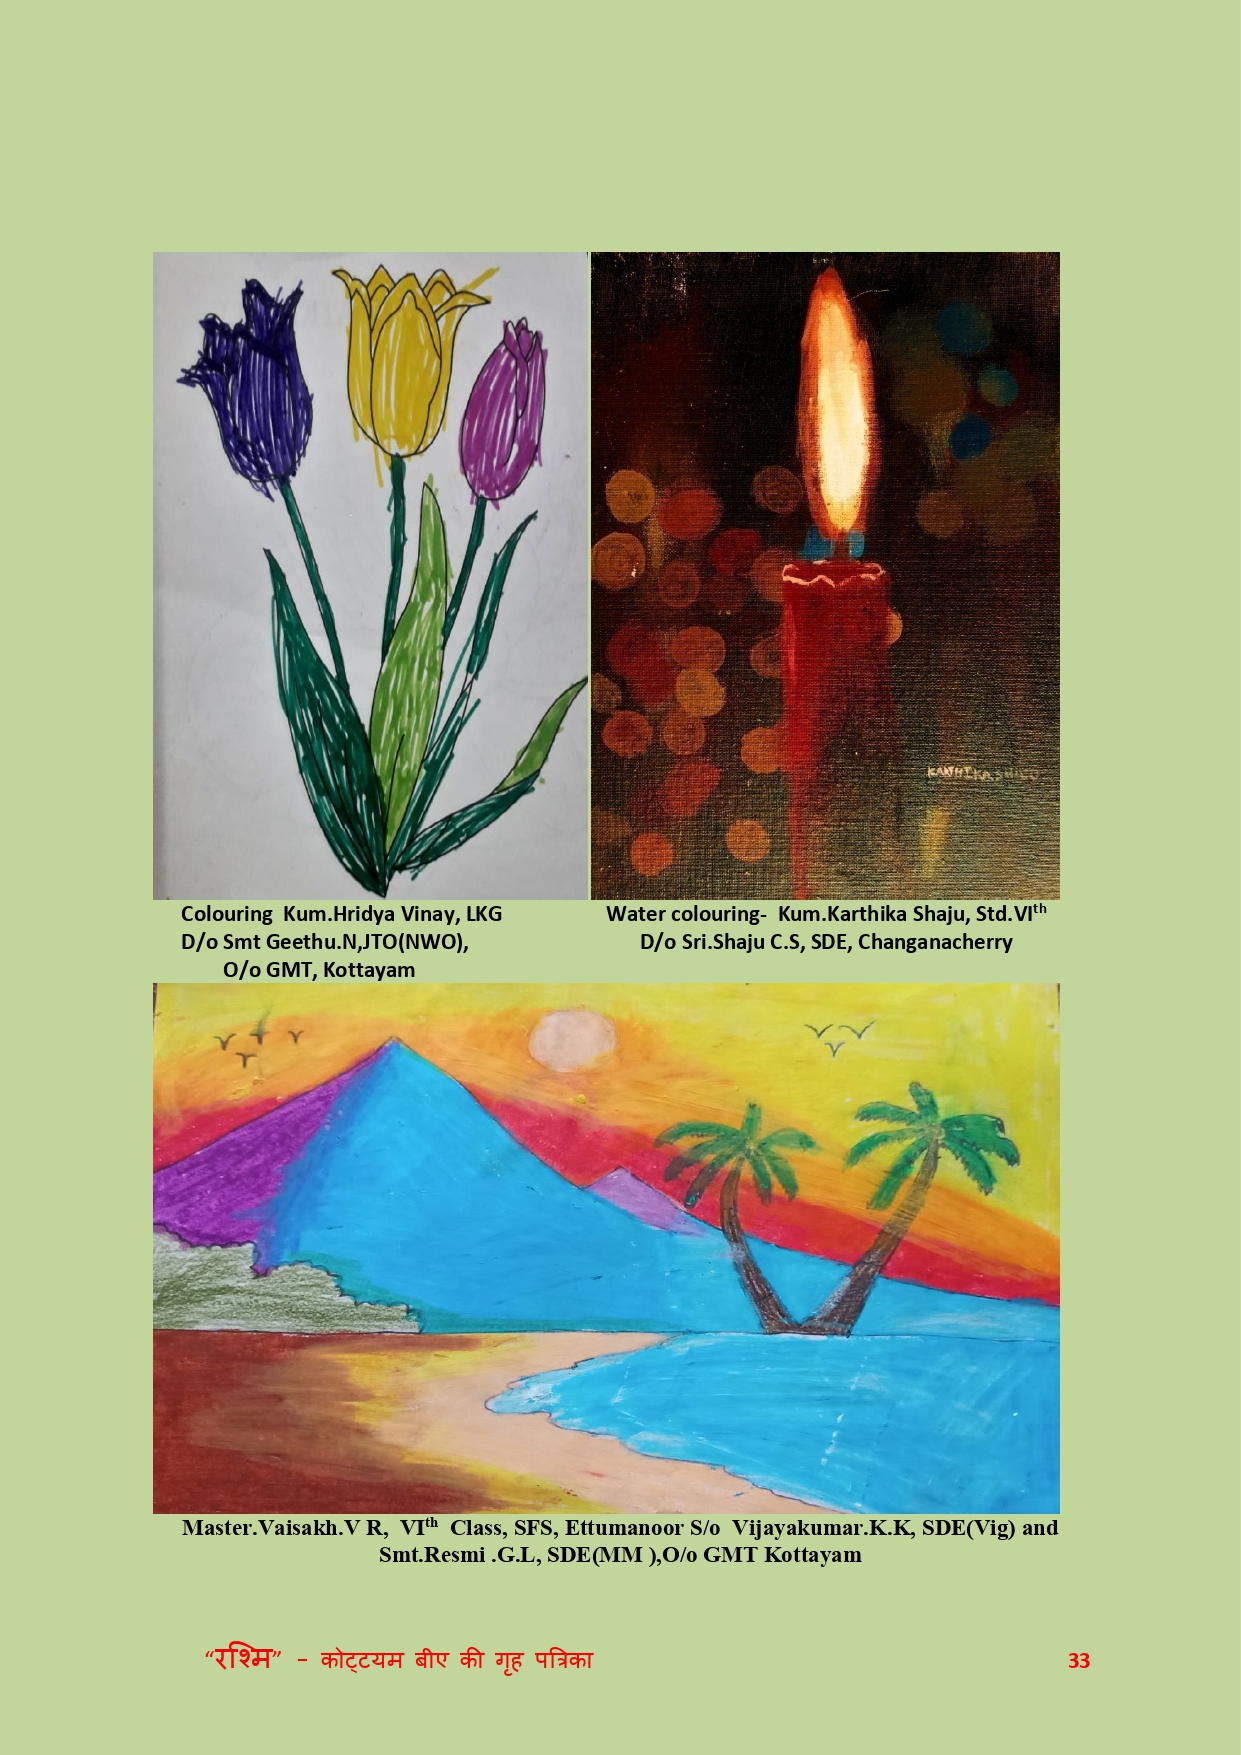 KARTHIKA SHAJU
Colouring Kum.Hridya Vinay, LKG
D/o Smt Geethu.N,JTO(NWO),
O/o GMT, Kottayam
Water colouring- Kum.Karthika Shaju, Std.VIth
D/o Sri.Shaju C.S, SDE, Changanacherry
Master.Vaisakh.V R, VIth Class, SFS, Ettumanoor S/o Vijayakumar.K.K, SDE(Vig) and
Smt.Resmi .G.L, SDE(MM ),O/o GMT Kottayam
“रश्मि” – कोट्टयम बीए की गृह पत्रिका
33